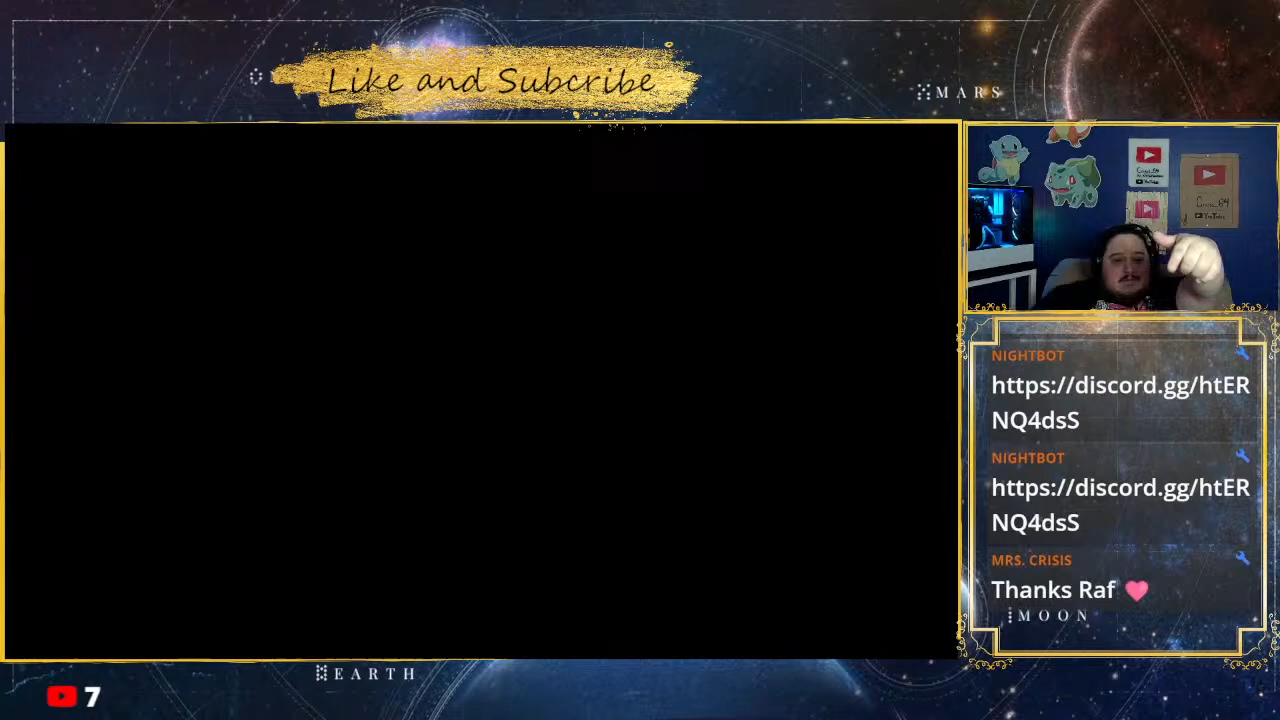 Like and Subcribe
MARS
NIGHTBOT
https://discord.gg/htER
NQ4dsS
NIGHTBOT
https://discord.gg/htER
NQ4dsS
MRS. CRISIS
Thanks Raf
MOON
EARTH
7